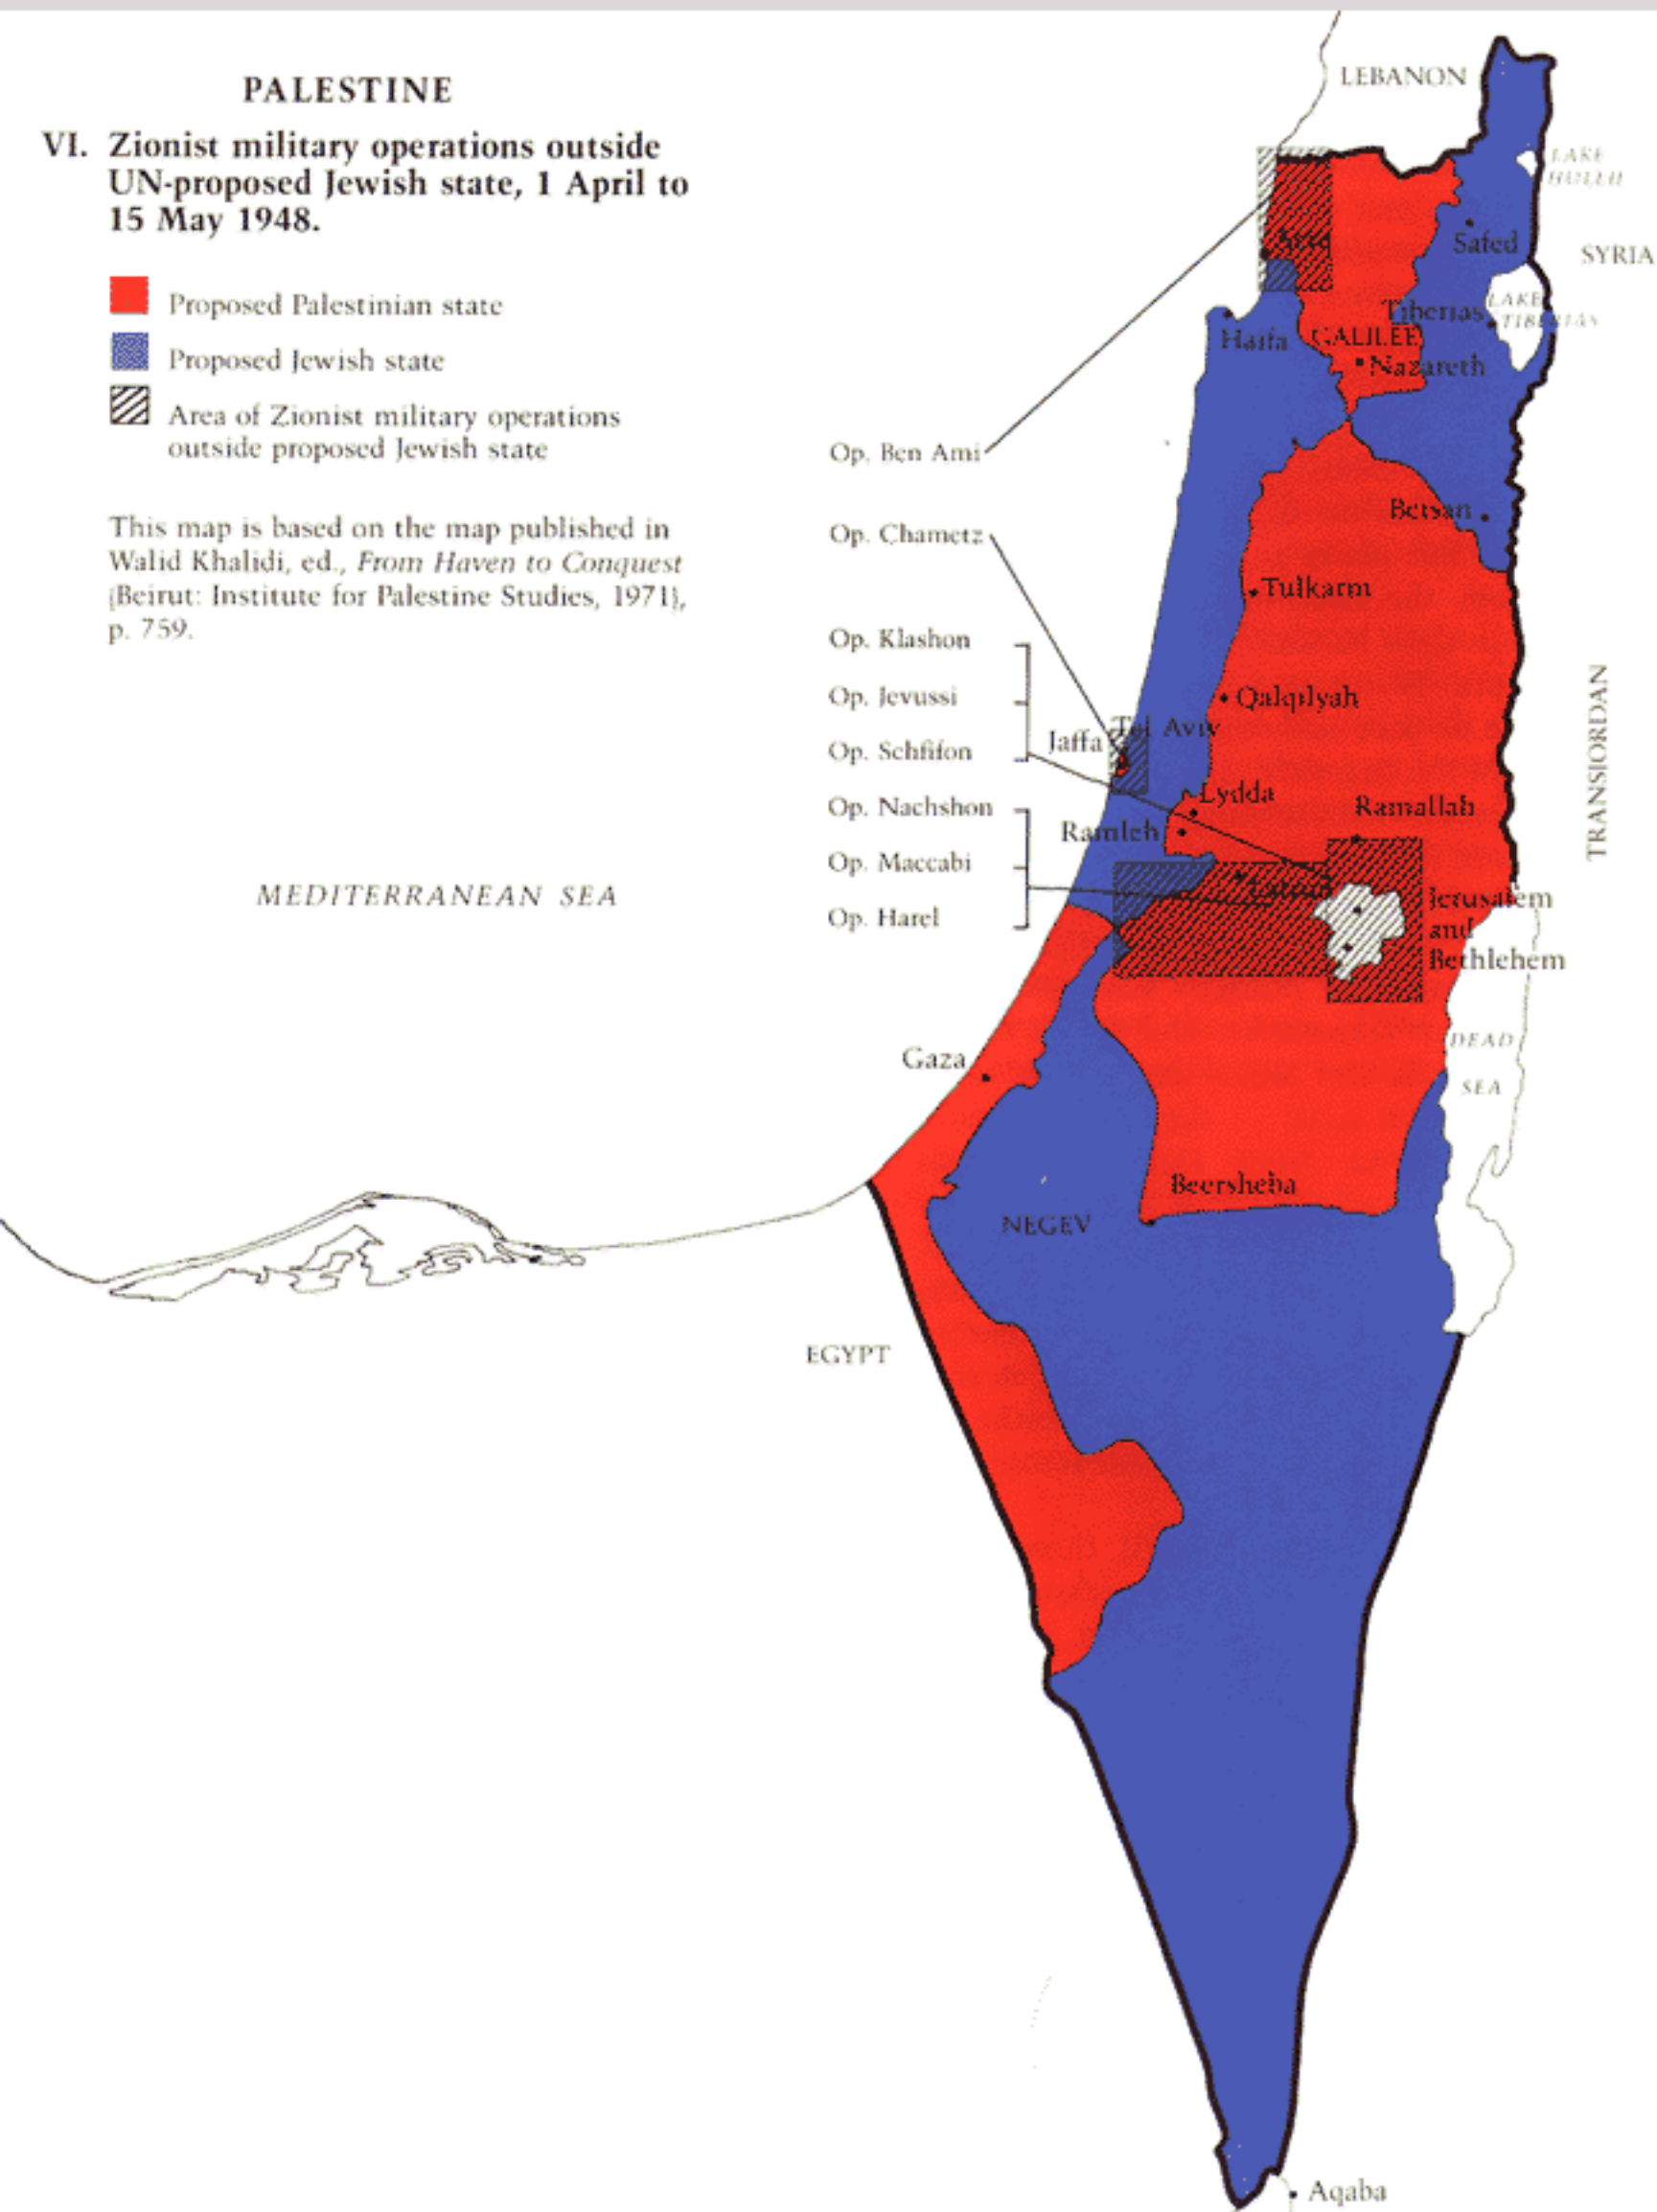 PALESTINE
VI. Zionist military operations outside
UN-proposed Jewish state, 1 April to
15 May 1948.
Proposed Palestinian state
Proposed Jewish state
Area of Zionist military operations
outside proposed Jewish state
This map is based on the map published in
Walid Khalidi, ed., From Haven to Conquest
(Beirut: Institute for Palestine Studies, 1971),
p. 759.
LEBANON
LAKE
HULEH
Safed
SYRIA
Tiberias
LAKE
TIBERIAS
Haifa
GALILEE
Nazareth
Op. Ben Ami
Beisan
Op. Chametz
Tulkarm
Op. Klashon
Op. Jevussi
Op. Schfifon
Qalqilyah
Tel Aviv
Jaffa
TRANSJORDAN
Lydda
Ramallah
Ramleh
Op. Nachshon
Op. Maccabi
Op. Harel
MEDITERRANEAN SEA
Jerusalem
and
Bethlehem
Gaza
DEAD
SEA
Beersheba
NEGEV
EGYPT
Aqaba